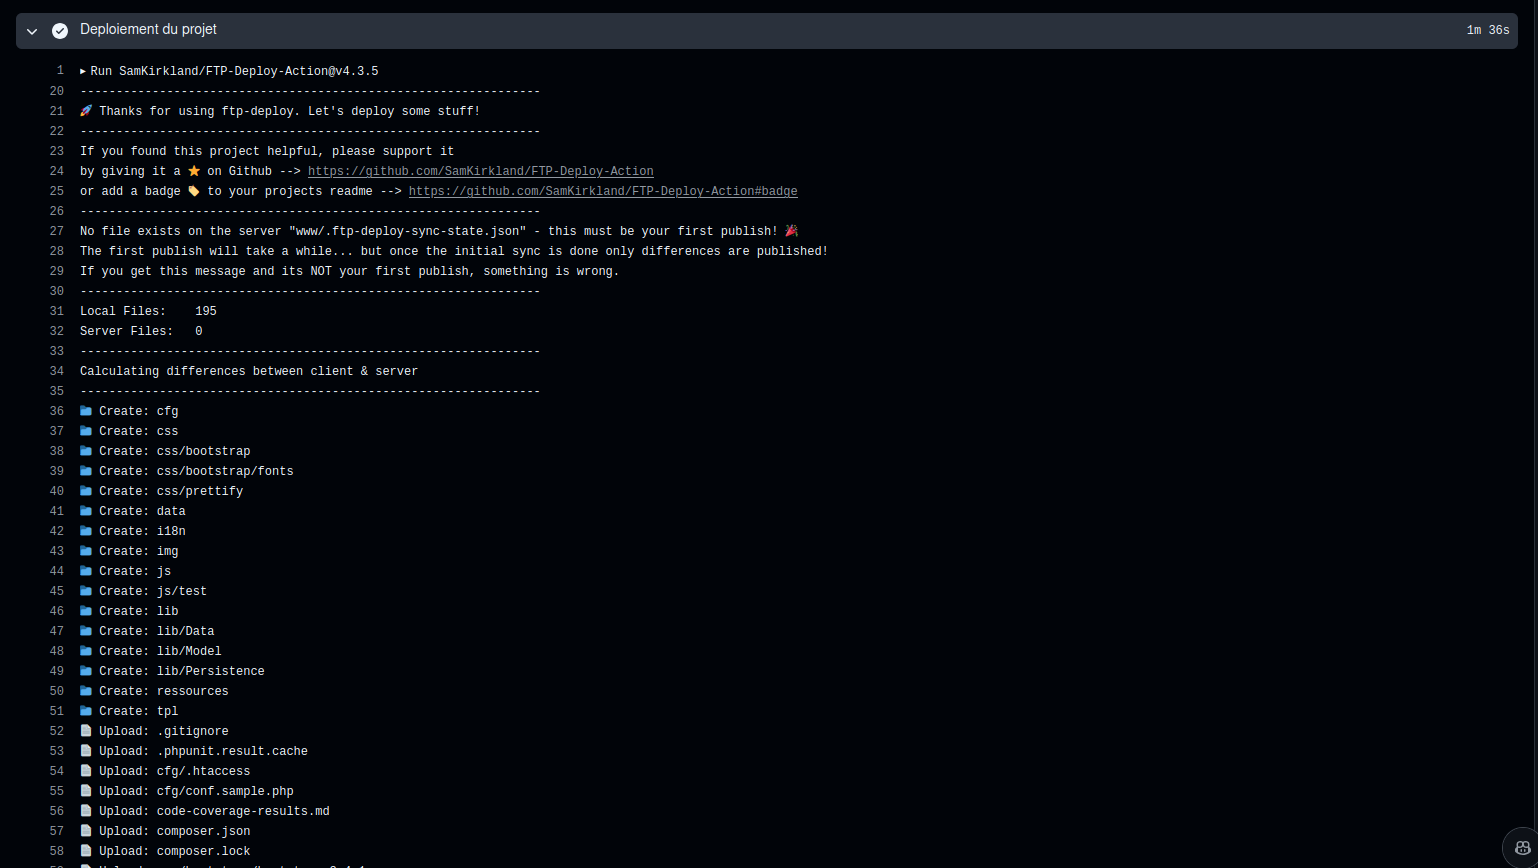 Deploiement du projet 1m 36s
1 ▸ Run SamKirkland/FTP-Deploy-Action@v4.3.5
20 ----------------------------------------------------------------
21 🚀 Thanks for using ftp-deploy. Let's deploy some stuff!
22 ----------------------------------------------------------------
23 If you found this project helpful, please support it
24 by giving it a ⭐ on Github --> https://github.com/SamKirkland/FTP-Deploy-Action
25 or add a badge 🏷️ to your projects readme --> https://github.com/SamKirkland/FTP-Deploy-Action#badge
26 ----------------------------------------------------------------
27 No file exists on the server "www/.ftp-deploy-sync-state.json" - this must be your first publish! 🎉
28 The first publish will take a while... but once the initial sync is done only differences are published!
29 If you get this message and its NOT your first publish, something is wrong.
30 ----------------------------------------------------------------
31 Local Files: 195
32 Server Files: 0
33 ----------------------------------------------------------------
34 Calculating differences between client & server
35 ----------------------------------------------------------------
36 📁 Create: cfg
37 📁 Create: css
38 📁 Create: css/bootstrap
39 📁 Create: css/bootstrap/fonts
40 📁 Create: css/prettify
41 📁 Create: data
42 📁 Create: i18n
43 📁 Create: img
44 📁 Create: js
45 📁 Create: js/test
46 📁 Create: lib
47 📁 Create: lib/Data
48 📁 Create: lib/Model
49 📁 Create: lib/Persistence
50 📁 Create: ressources
51 📁 Create: tpl
52 📄 Upload: .gitignore
53 📄 Upload: .phpunit.result.cache
54 📄 Upload: cfg/.htaccess
55 📄 Upload: cfg/conf.sample.php
56 📄 Upload: code-coverage-results.md
57 📄 Upload: composer.json
58 📄 Upload: composer.lock